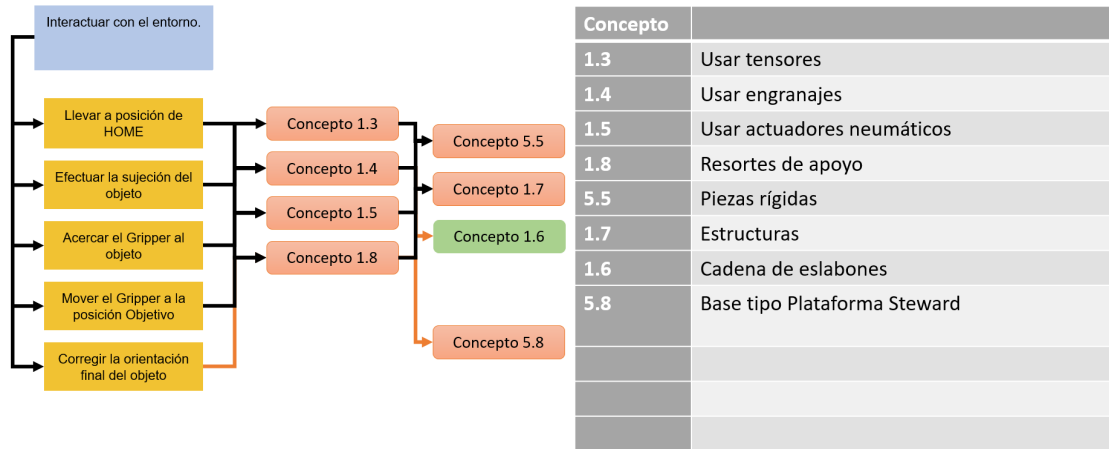 Interactuar con el entorno.
Llevar a posición de
HOME
Efectuar la sujeción del
objeto
Acercar el Gripper al
objeto
Mover el Gripper a la
posición Objetivo
Corregir la orientación
final del objeto
Concepto 1.3
Concepto 1.4
Concepto 1.5
Concepto 1.8
Concepto 5.5
Concepto 1.7
Concepto 1.6
Concepto 5.8
Concepto
1.3 Usar tensores
1.4 Usar engranajes
1.5 Usar actuadores neumáticos
1.8 Resortes de apoyo
5.5 Piezas rígidas
1.7 Estructuras
1.6 Cadena de eslabones
5.8 Base tipo Plataforma Steward